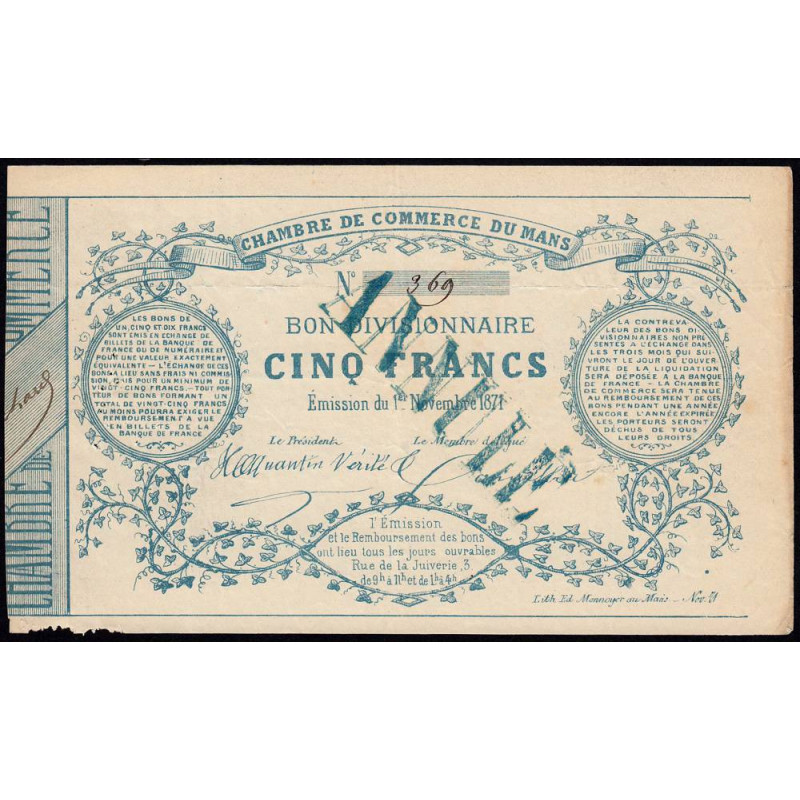 CHAMBRE DE COMMERCE
CHAMBRE DE COMMERCE DU MANS
N° 369
BON DIVISIONNAIRE
CINQ FRANCS
Émission du 1er Novembre 1871
ANNULÉ
Le Président
Le Membre délégué
Quantin Vérité
LES BONS DE
UN, CINQ ET DIX FRANCS
SONT ÉMIS EN ÉCHANGE DE
BILLETS DE LA BANQUE DE
FRANCE OU DE NUMÉRAIRE ET
POUR UNE VALEUR EXACTEMENT
ÉQUIVALENTE – L'ÉCHANGE DE CES
BONS A LIEU SANS FRAIS NI COMMIS
SION, MAIS POUR UN MINIMUM DE
VINGT-CINQ FRANCS.–TOUT POR
TEUR DE BONS FORMANT UN
TOTAL DE VINGT-CINQ FRANCS
AU MOINS POURRA EXIGER LE
REMBOURSEMENT A VUE
EN BILLETS DE LA
BANQUE DE FRANCE
LA CONTREVA
LEUR DES BONS DI-
VISIONNAIRES NON PRÉ
SENTÉS A L'ÉCHANGE DANS
LES TROIS MOIS QUI SUI-
VRONT LE JOUR DE L'OUVER
TURE DE LA LIQUIDATION
SERA DÉPOSÉE A LA BANQUE
DE FRANCE – LA CHAMBRE
DE COMMERCE SERA TENUE
AU REMBOURSEMENT DE CES
BONS PENDANT UNE ANNÉE
ENCORE. L'ANNÉE EXPIRÉE
LES PORTEURS SERONT
DÉCHUS DE TOUS
LEURS DROITS
l'Émission
et le Remboursement des bons
ont lieu tous les jours ouvrables
Rue de la Juiverie, 3.
de 9h à 11h et de 1h à 4h
Lith. Ed. Monnoyer au Mans – Nov. 71